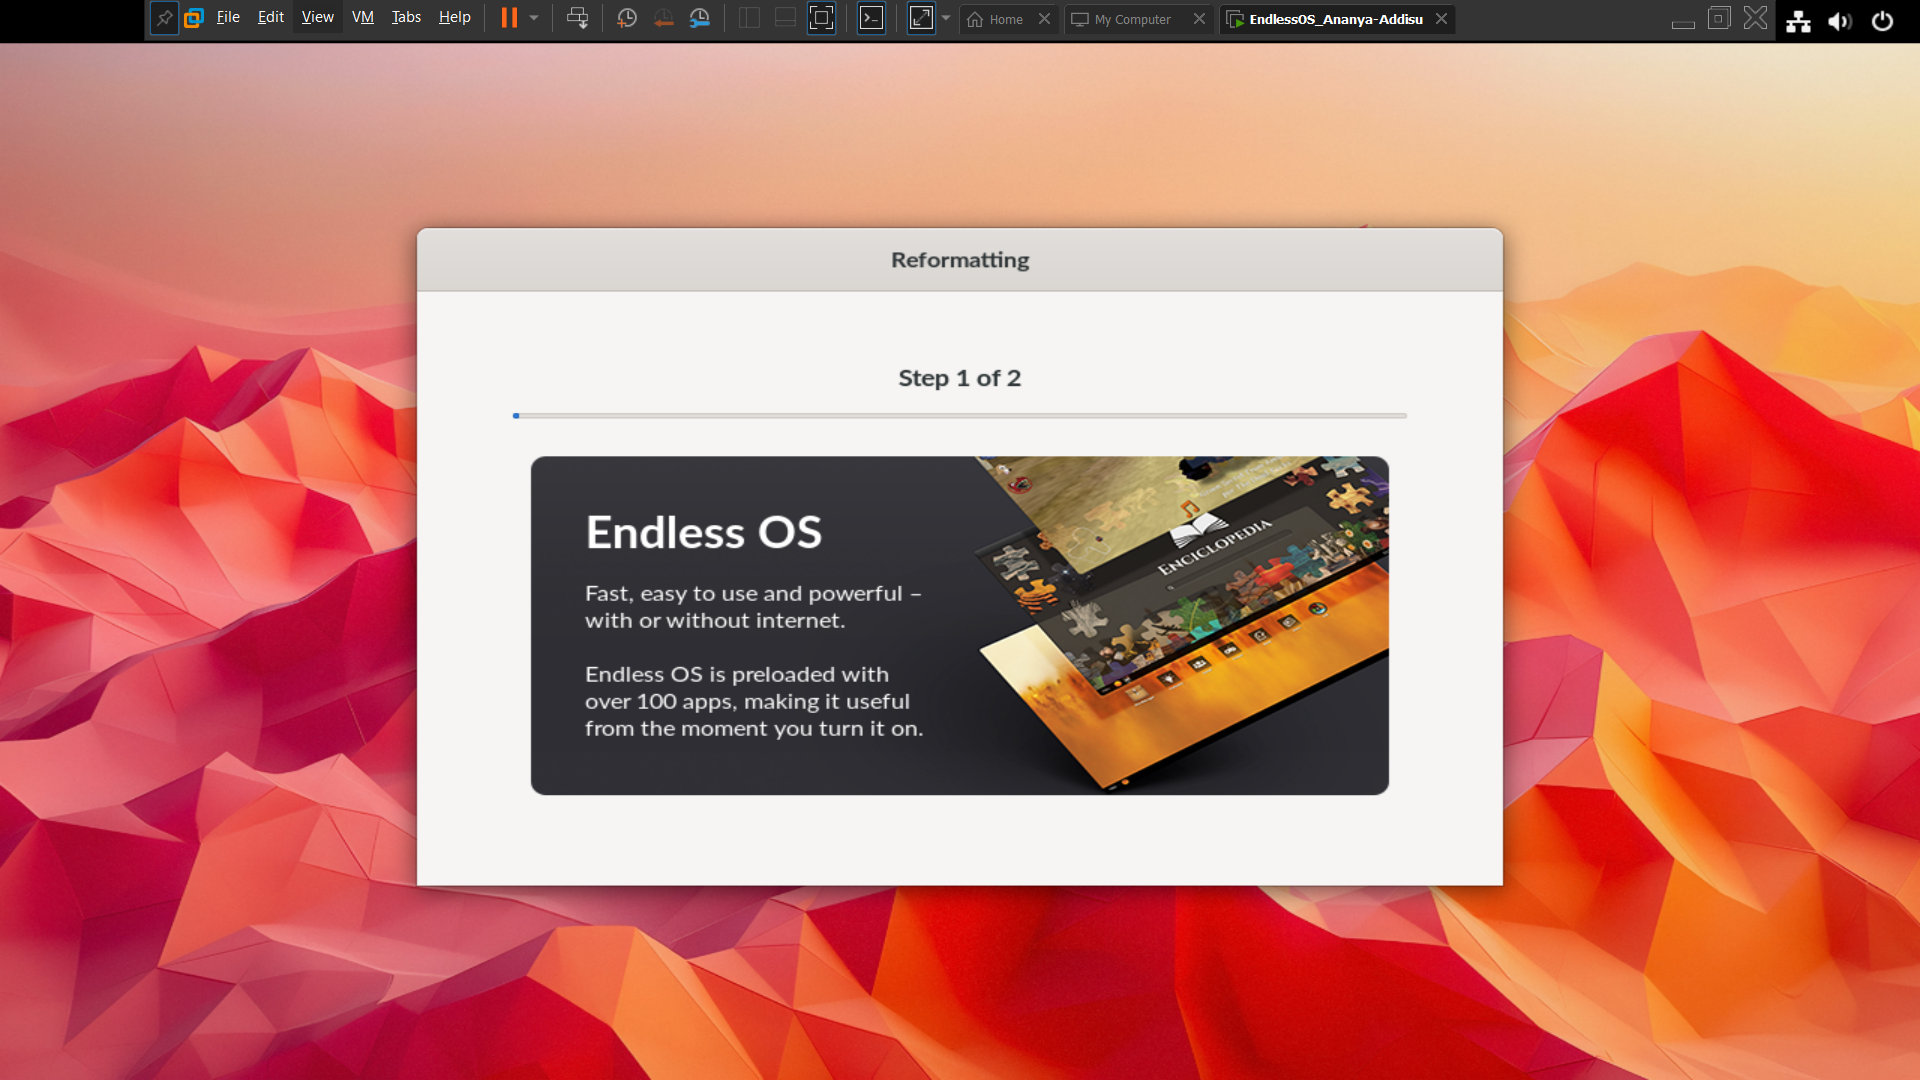 File Edit View VM Tabs Help
Home
My Computer
EndlessOS_Ananya-Addisu
Reformatting
Step 1 of 2
Endless OS
Fast, easy to use and powerful –
with or without internet.
Endless OS is preloaded with
over 100 apps, making it useful
from the moment you turn it on.
ENCICLOPEDIA